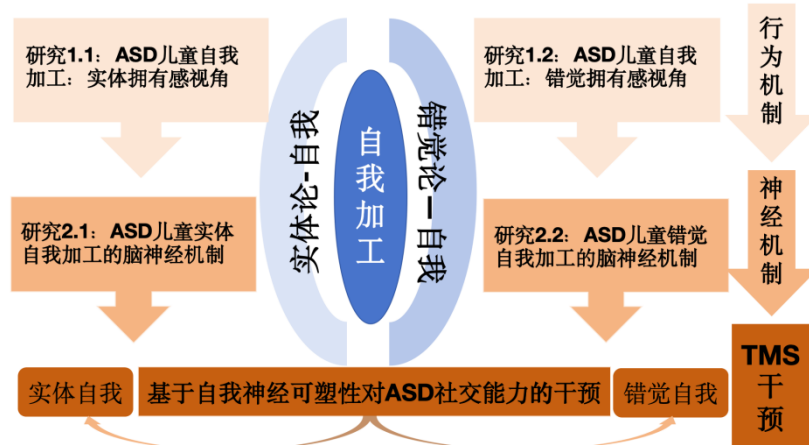 研究1.1：ASD儿童自我
加工：实体拥有感视角
实体论-自我
自我加工
错觉论－自我
研究1.2：ASD儿童自我
加工：错觉拥有感视角
行为机制
研究2.1：ASD儿童实体
自我加工的脑神经机制
研究2.2：ASD儿童错觉
自我加工的脑神经机制
神经机制
实体自我
基于自我神经可塑性对ASD社交能力的干预
错觉自我
TMS
干
预